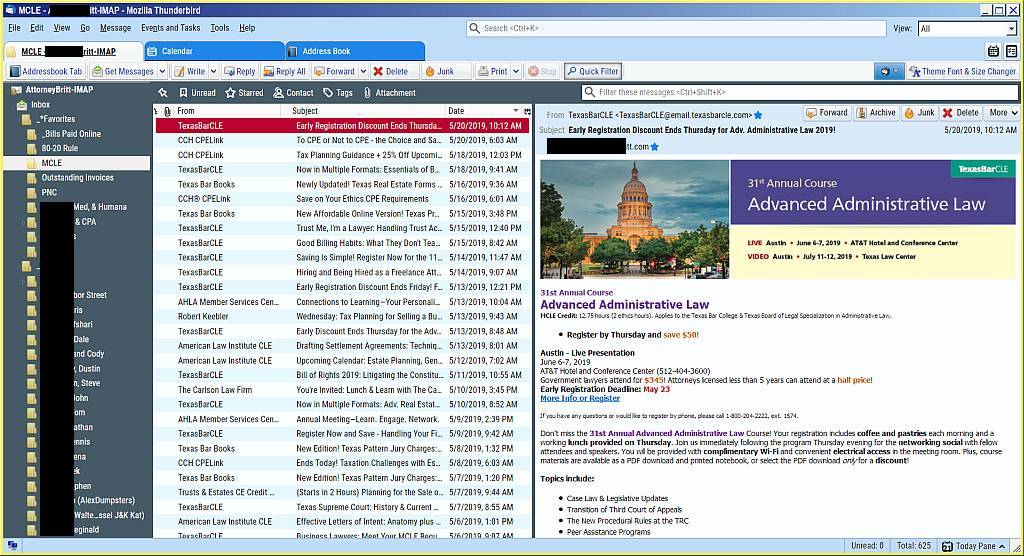 MCLE - A itt-IMAP - Mozilla Thunderbird
File Edit View Go Message Events and Tasks Tools Help
Search <Ctrl+K>
View: All
MCLE - ritt-IMAP Calendar Address Book
Addressbook Tab Get Messages Write Reply Reply All Forward Delete Junk Print Stop Quick Filter Theme Font & Size Changer
AttorneyBritt-IMAP
Inbox
_*Favorites
_Bills Paid Online
80-20 Rule
MCLE
Outstanding Invoices
PNC
Med, & Humana
& CPA
s
bor Street
ris
fshari
Dale
and Cody
, Dustin
n, Steve
John
om
nathan
ennis
e
ek
ephen
o (AlexDumpsters)
Walte...ssel J&K Kat)
eginald
Unread Starred Contact Tags Attachment
Filter these messages <Ctrl+Shift+K>
From Subject Date
TexasBarCLE Early Registration Discount Ends Thursda... 5/20/2019, 10:12 AM
CCH CPELink To CPE or Not to CPE - the Choice and Sa... 5/20/2019, 6:03 AM
CCH CPELink Tax Planning Guidance + 25% Off Upcomi... 5/18/2019, 12:03 PM
TexasBarCLE Now in Multiple Formats: Essentials of B... 5/18/2019, 9:41 AM
Texas Bar Books Newly Updated! Texas Real Estate Forms ... 5/16/2019, 9:36 AM
CCH® CPELink Save on Your Ethics CPE Requirements 5/16/2019, 6:01 AM
Texas Bar Books New Affordable Online Version! Texas Pr... 5/15/2019, 3:48 PM
TexasBarCLE Trust Me, I'm a Lawyer: Handling Trust Ac... 5/15/2019, 12:40 PM
TexasBarCLE Good Billing Habits: What They Don't Tea... 5/15/2019, 8:42 AM
TexasBarCLE Saving Is Simple! Register Now for the 11... 5/14/2019, 11:47 AM
TexasBarCLE Hiring and Being Hired as a Freelance Att... 5/14/2019, 9:07 AM
TexasBarCLE Early Registration Discount Ends Friday! F... 5/13/2019, 12:21 PM
AHLA Member Services Cen... Connections to Learning—Your Personali... 5/13/2019, 10:04 AM
Robert Keebler Wednesday: Tax Planning for Selling a Bu... 5/13/2019, 9:43 AM
TexasBarCLE Early Discount Ends Thursday for the Adv... 5/13/2019, 8:48 AM
American Law Institute CLE Drafting Settlement Agreements: Techniq... 5/13/2019, 8:01 AM
American Law Institute CLE Upcoming Calendar: Estate Planning, Gen... 5/12/2019, 7:02 AM
TexasBarCLE Bill of Rights 2019: Litigating the Constitu... 5/11/2019, 10:55 AM
The Carlson Law Firm You're Invited: Lunch & Learn with The Ca... 5/10/2019, 3:45 PM
TexasBarCLE Now in Multiple Formats: Adv. Real Estat... 5/10/2019, 8:52 AM
AHLA Member Services Cen... Annual Meeting—Learn. Engage. Network. 5/9/2019, 2:39 PM
TexasBarCLE Register Now and Save - Handling Your Fi... 5/9/2019, 9:42 AM
Texas Bar Books New Edition! Texas Pattern Jury Charges:... 5/8/2019, 1:32 PM
CCH CPELink Ends Today! Taxation Challenges with Es... 5/8/2019, 6:03 AM
Texas Bar Books New Edition! Texas Pattern Jury Charges:... 5/7/2019, 1:20 PM
Trusts & Estates CE Credit ... (Starts in 2 Hours) Planning for the Sale o... 5/7/2019, 9:44 AM
TexasBarCLE Texas Supreme Court: History & Current ... 5/7/2019, 8:55 AM
American Law Institute CLE Effective Letters of Intent: Anatomy plus ... 5/6/2019, 1:01 PM
TexasBarCLE Business Lawyers: Meet Your MCLE Requ... 5/6/2019, 9:07 AM
From TexasBarCLE <TexasBarCLE@email.texasbarcle.com> Forward Archive Junk Delete More
Subject Early Registration Discount Ends Thursday for Adv. Administrative Law 2019! 5/20/2019, 10:12 AM
tt.com
TexasBarCLE
31st Annual Course
Advanced Administrative Law
LIVE Austin • June 6-7, 2019 • AT&T Hotel and Conference Center
VIDEO Austin • July 11-12, 2019 • Texas Law Center
31st Annual Course
Advanced Administrative Law
MCLE Credit: 12.75 hours (2 ethics hours). Applies to the Texas Bar College & Texas Board of Legal Specialization in Administrative Law.
• Register by Thursday and save $50!
Austin - Live Presentation
June 6-7, 2019
AT&T Hotel and Conference Center (512-404-3600)
Government lawyers attend for $345! Attorneys licensed less than 5 years can attend at a half price!
Early Registration Deadline: May 23
More Info or Register
If you have any questions or would like to register by phone, please call 1-800-204-2222, ext. 1574.
Don't miss the 31st Annual Advanced Administrative Law Course! Your registration includes coffee and pastries each morning and a
working lunch provided on Thursday. Join us immediately following the program Thursday evening for the networking social with fellow
attendees and speakers. You will be provided with complimentary Wi-Fi and convenient electrical access in the meeting room. Plus, course
materials are available as a PDF download and printed notebook, or select the PDF download only for a discount!
Topics include:
• Case Law & Legislative Updates
• Transition of Third Court of Appeals
• The New Procedural Rules at the TRC
• Peer Assistance Programs
Unread: 0 Total: 625 Today Pane